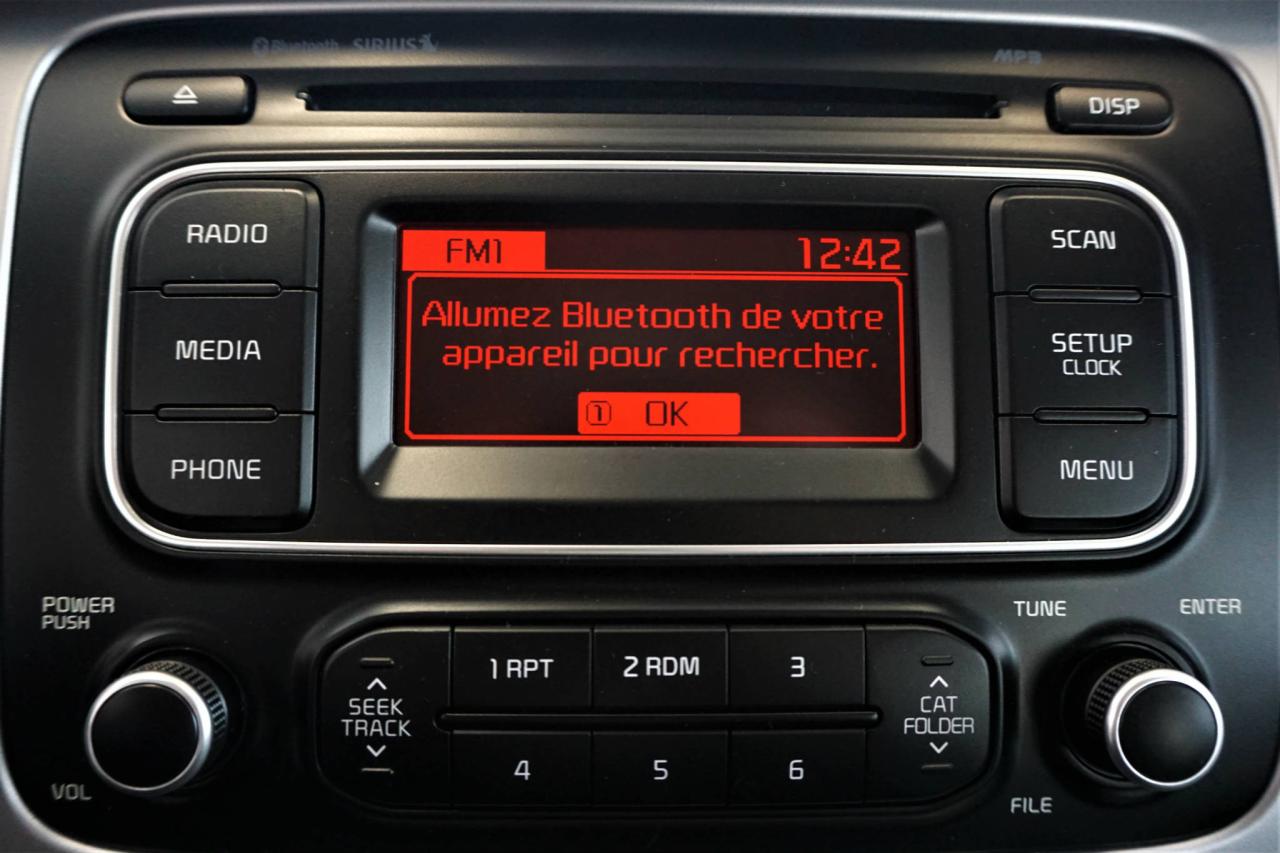 Bluetooth SIRIUS
MP3
DISP
RADIO
MEDIA
PHONE
FM1 12:42
Allumez Bluetooth de votre
appareil pour rechercher.
1 OK
SCAN
SETUP
CLOCK
MENU
POWER
PUSH
VOL
SEEK
TRACK
1 RPT
2 RDM
3
4
5
6
CAT
FOLDER
TUNE
ENTER
FILE